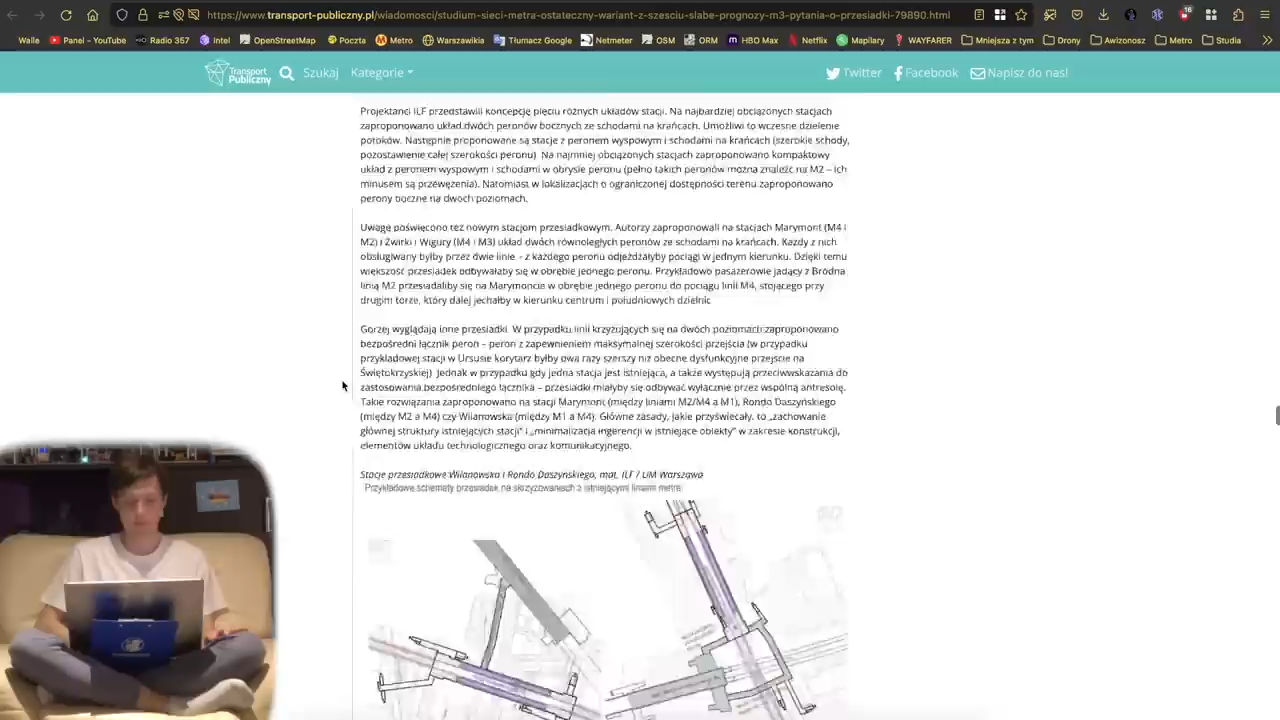 https://www.transport-publiczny.pl/wiadomosci/studium-sieci-metra-ostateczny-wariant-z-szesciu-slabe-prognozy-m3-pytania-o-przesiadki-79890.html
16
Walle Panel – YouTube Radio 357 Intel OpenStreetMap Poczta Metro Warszawikia Tłumacz Google Netmeter OSM ORM HBO Max Netflix Mapilary WAYFARER Mniejsza z tym Drony Awizonosz Metro Studia
Transport Publiczny Szukaj Kategorie Twitter Facebook Napisz do nas!
Projektanci ILF przedstawili koncepcję pięciu różnych układów stacji. Na najbardziej obciążonych stacjach
zaproponowano układ dwóch peronów bocznych ze schodami na krańcach. Umożliwi to wczesne dzielenie
potoków. Następnie proponowane są stacje z peronem wyspowym i schodami na krańcach (szerokie schody,
pozostawienie całej szerokości peronu). Na najmniej obciążonych stacjach zaproponowano kompaktowy
układ z peronem wyspowym i schodami w obrysie peronu (pełno takich peronów można znaleźć na M2 – ich
minusem są przewężenia). Natomiast w lokalizacjach o ograniczonej dostępności terenu zaproponowano
perony boczne na dwóch poziomach.
Uwagę poświęcono też nowym stacjom przesiadkowym. Autorzy zaproponowali na stacjach Marymont (M4 i
M2) i Żwirki i Wigury (M4 i M3) układ dwóch równoległych peronów ze schodami na krańcach. Każdy z nich
obsługiwany byłby przez dwie linie – z każdego peronu odjeżdżałyby pociągi w jednym kierunku. Dzięki temu
większość przesiadek odbywałaby się w obrębie jednego peronu. Przykładowo pasażerowie jadący z Bródna
linią M2 przesiadaliby się na Marymoncie w obrębie jednego peronu do pociągu linii M4, stojącego przy
drugim torze, który dalej jechałby w kierunku centrum i południowych dzielnic
Gorzej wyglądają inne przesiadki. W przypadku linii krzyżujących się na dwóch poziomach zaproponowano
bezpośredni łącznik peron – peron z zapewnieniem maksymalnej szerokości przejścia (w przypadku
przykładowej stacji w Ursusie korytarz byłby dwa razy szerszy niż obecne dysfunkcyjne przejście na
Świętokrzyskiej). Jednak w przypadku gdy jedna stacja jest istniejąca, a także występują przeciwwskazania do
zastosowania bezpośredniego łącznika – przesiadki miałyby się odbywać wyłącznie przez wspólną antresolę.
Takie rozwiązania zaproponowano na stacji Marymont (między liniami M2/M4 a M1), Rondo Daszyńskiego
(między M2 a M4) czy Wilanowska (między M1 a M4). Główne zasady, jakie przyświecały, to „zachowanie
głównej struktury istniejących stacji" i „minimalizacja ingerencji w istniejące obiekty" w zakresie konstrukcji,
elementów układu technologicznego oraz komunikacyjnego.
Stacje przesiadkowe Wilanowska i Rondo Daszyńskiego, mat. ILF / UM Warszawa
Przykładowe schematy przesiadek na skrzyżowaniach z istniejącymi liniami metra